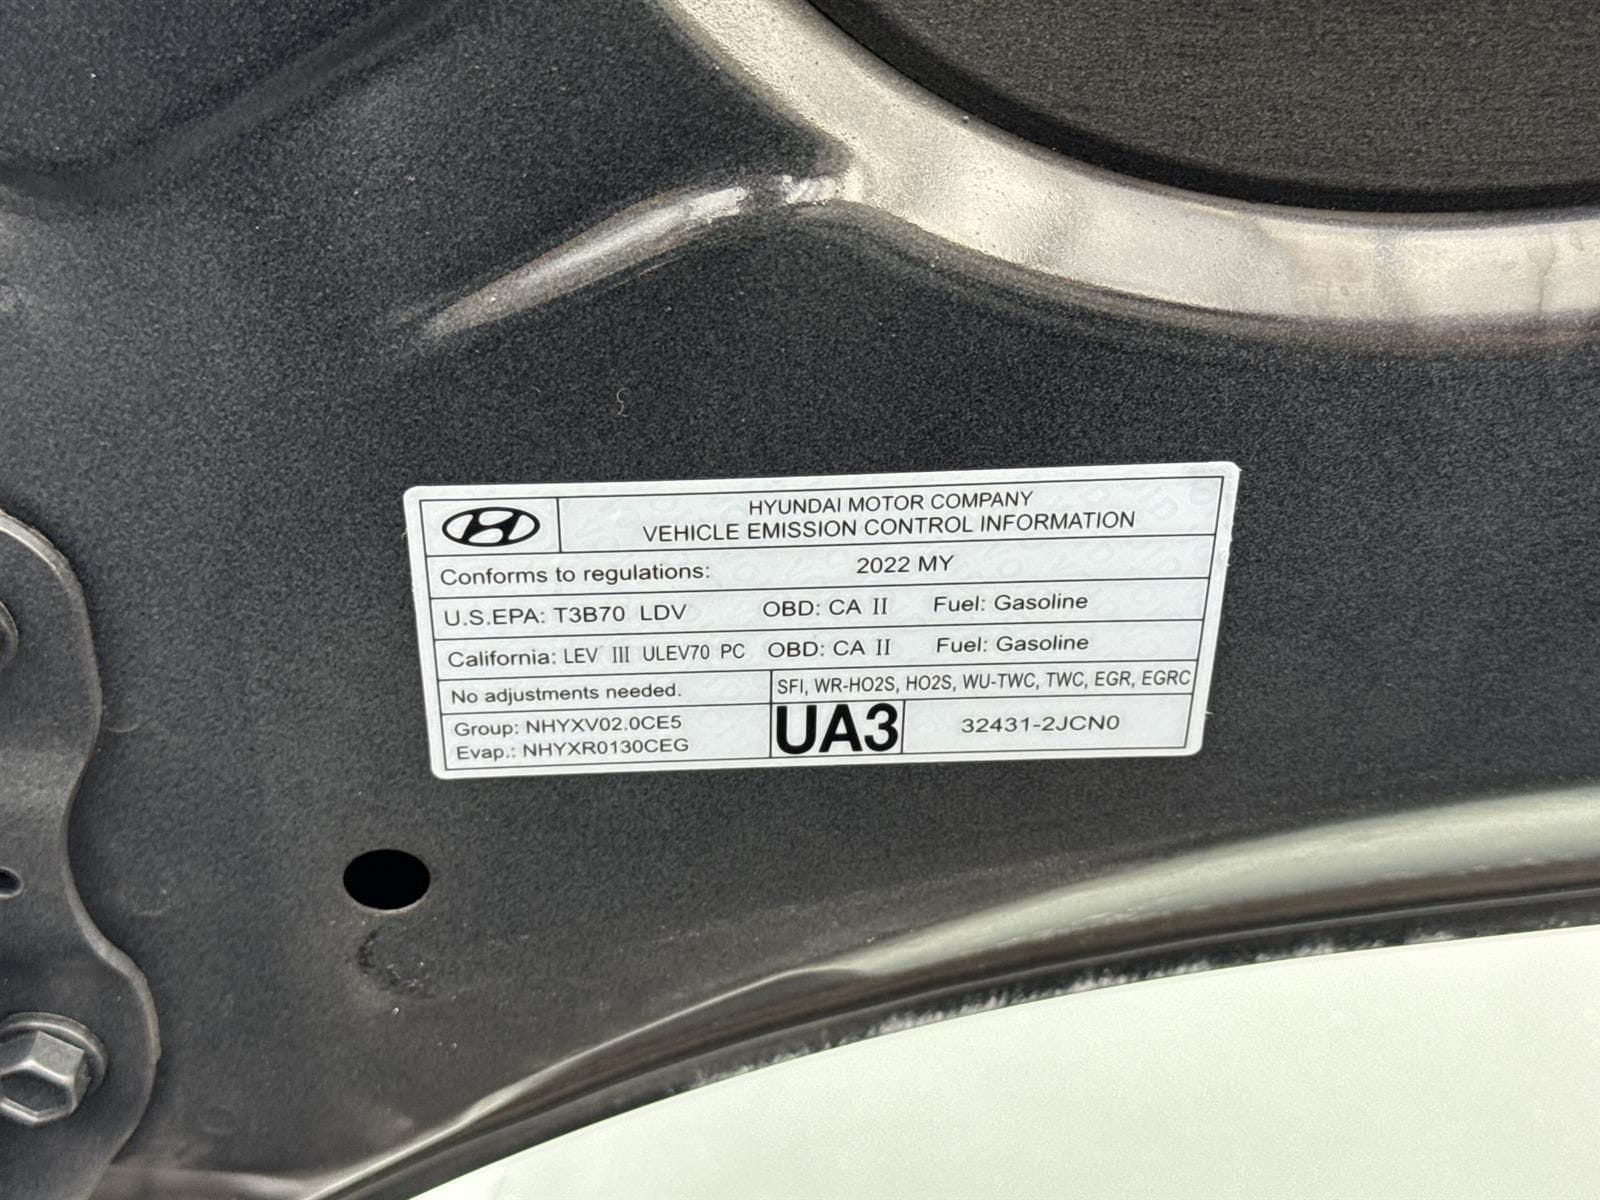 HYUNDAI MOTOR COMPANY
VEHICLE EMISSION CONTROL INFORMATION
Conforms to regulations: 2022 MY
U.S.EPA: T3B70 LDV OBD: CA II Fuel: Gasoline
California: LEV III ULEV70 PC OBD: CA II Fuel: Gasoline
No adjustments needed. SFI, WR-HO2S, HO2S, WU-TWC, TWC, EGR, EGRC
Group: NHYXV02.0CE5
Evap.: NHYXR0130CEG
UA3 32431-2JCN0